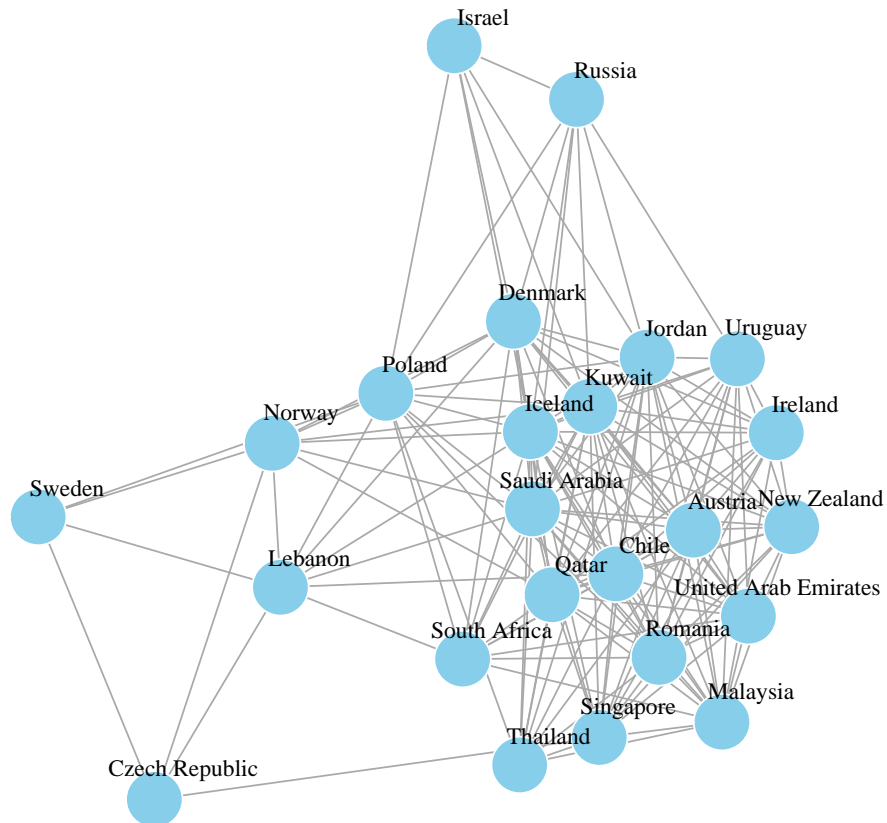 Israel
Russia
Denmark
Jordan
Uruguay
Poland
Kuwait
Norway
Iceland
Ireland
Sweden
Saudi Arabia
Austria
New Zealand
Lebanon
Qatar
Chile
United Arab Emirates
South Africa
Romania
Singapore
Malaysia
Thailand
Czech Republic